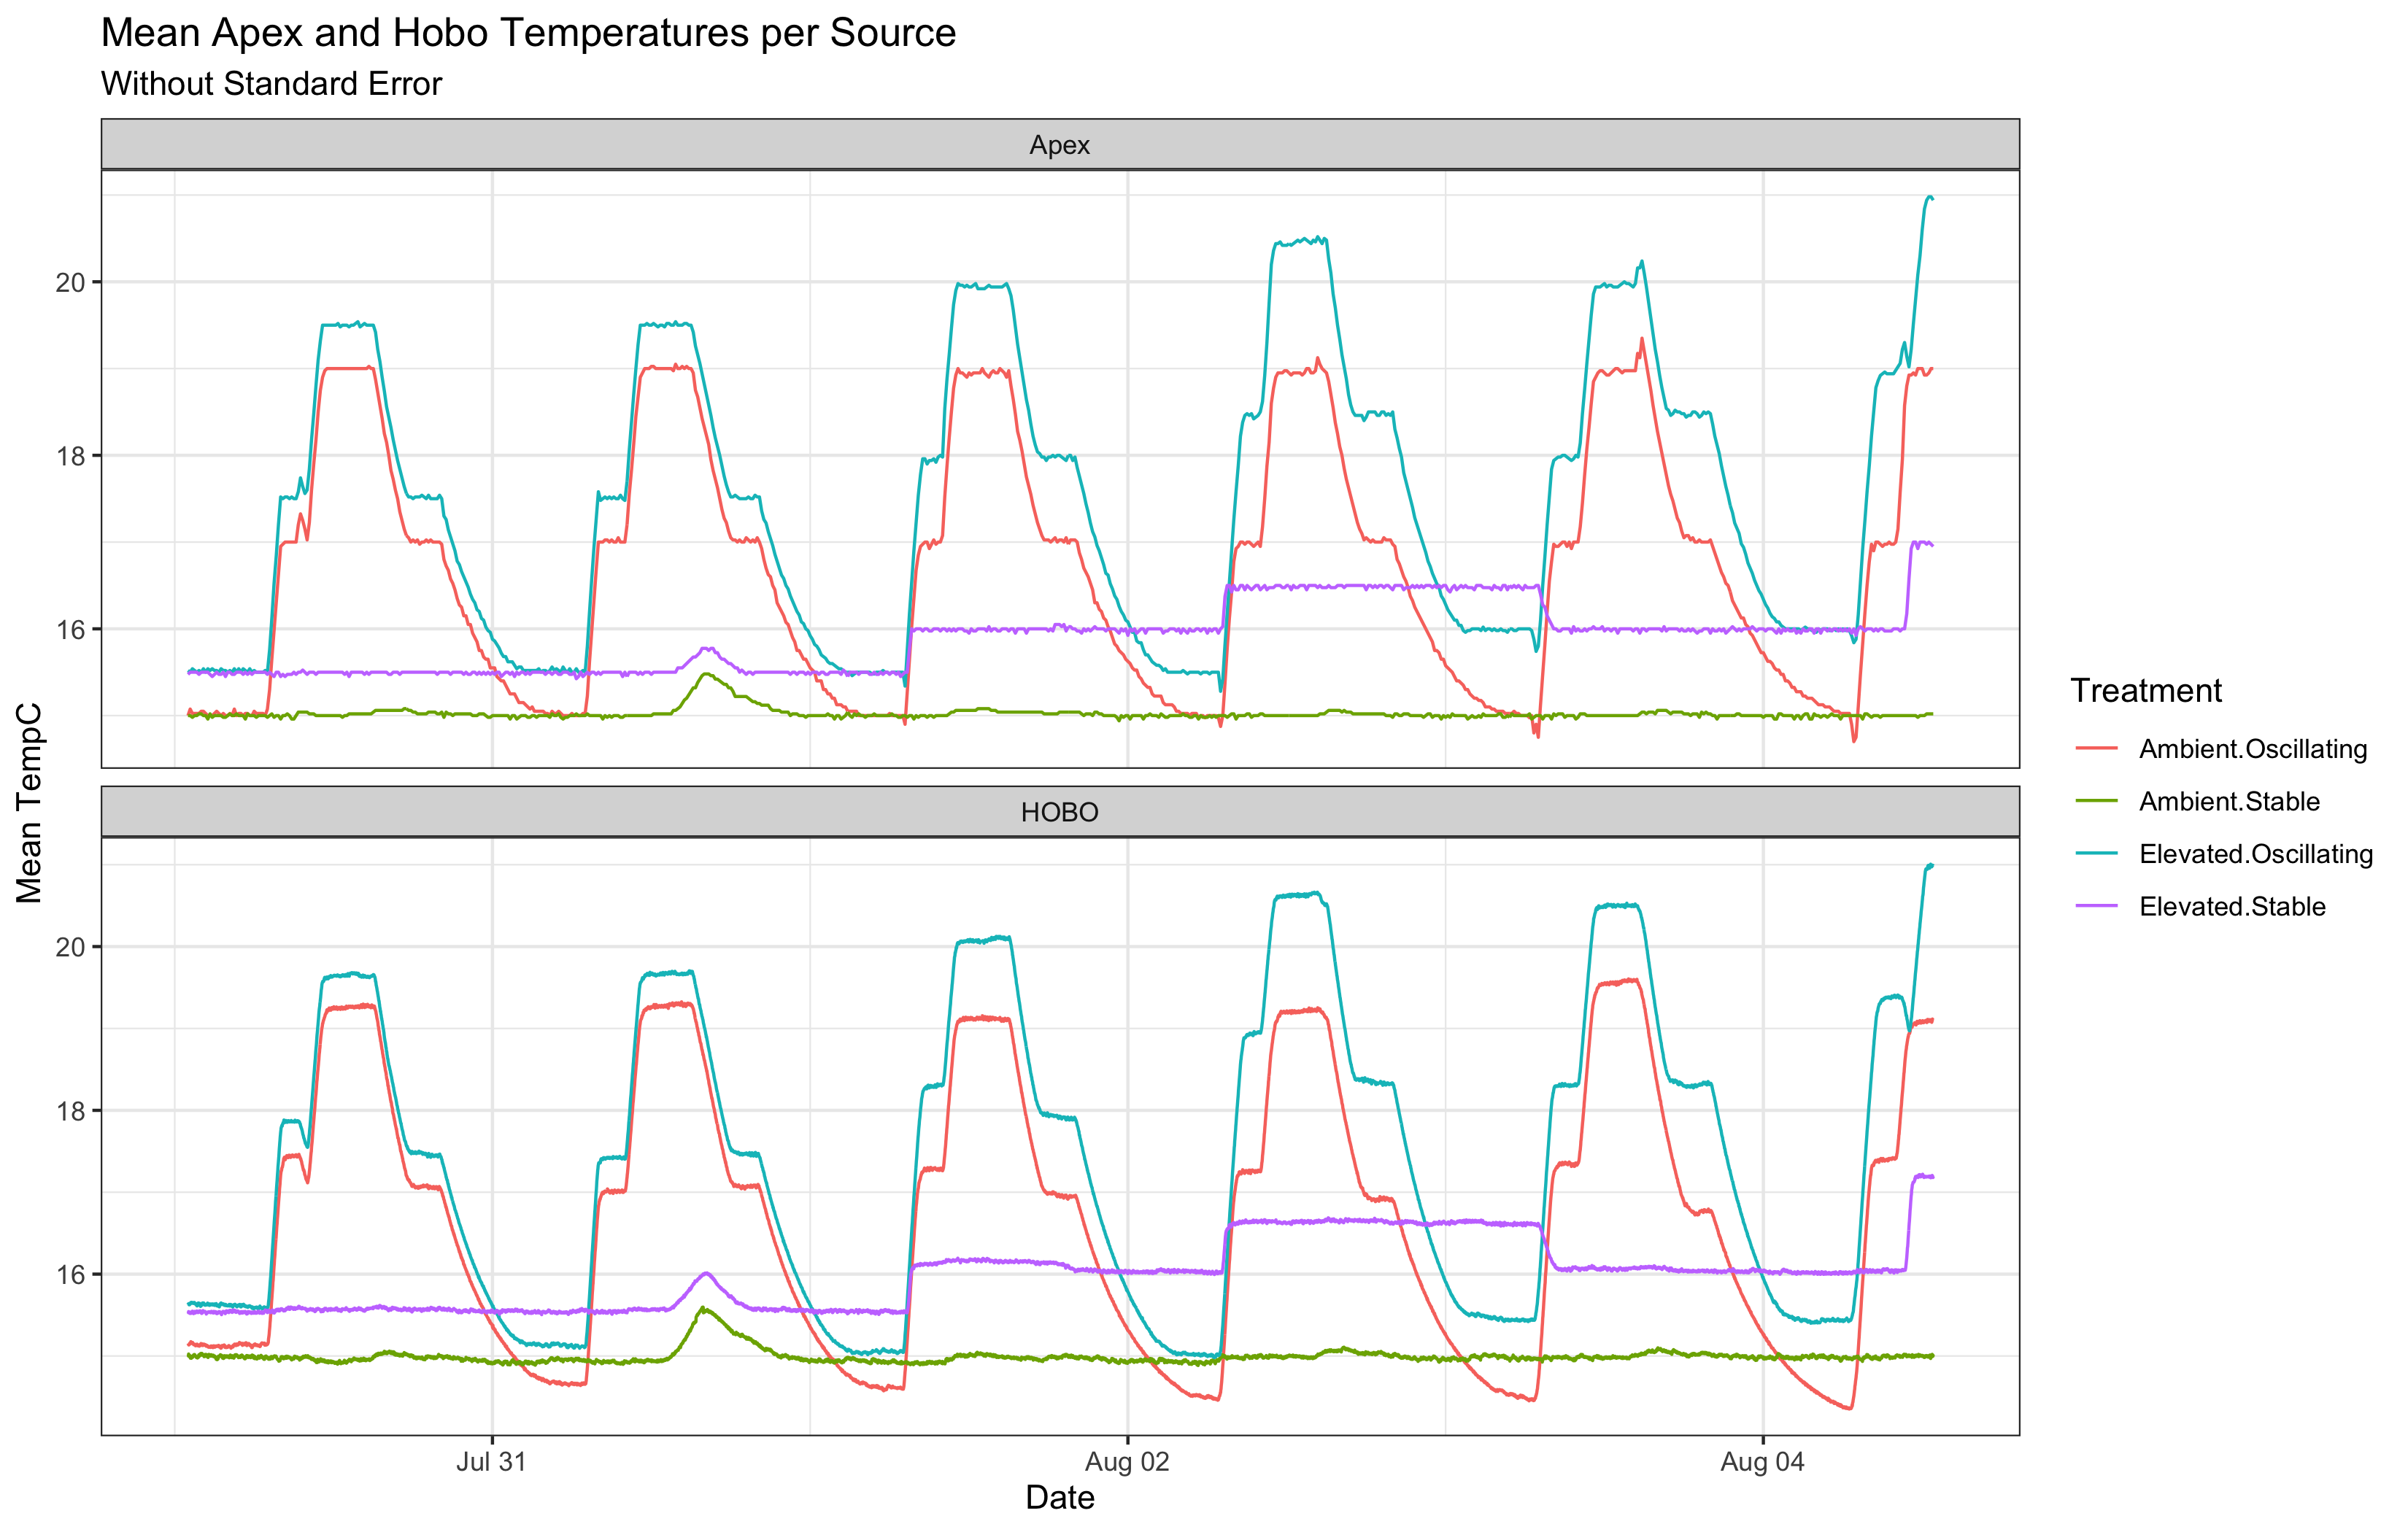 Mean Apex and Hobo Temperatures per Source
Without Standard Error
Apex
20
18
16
HOBO
20
18
16
Mean TempC
Jul 31
Aug 02
Aug 04
Date
Treatment
Ambient.Oscillating
Ambient.Stable
Elevated.Oscillating
Elevated.Stable